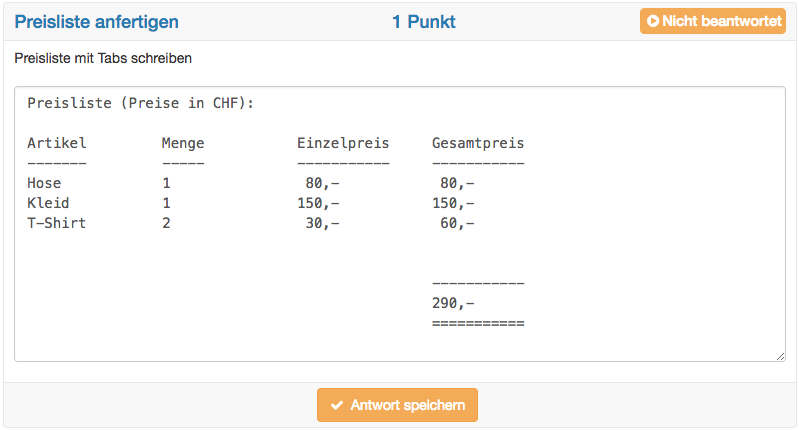 Preisliste anfertigen 1 Punkt Nicht beantwortet
Preisliste mit Tabs schreiben
Preisliste (Preise in CHF):
Artikel Menge Einzelpreis Gesamtpreis
------- ----- ----------- -----------
Hose 1 80,- 80,-
Kleid 1 150,- 150,-
T-Shirt 2 30,- 60,-
-----------
290,-
===========
Antwort speichern